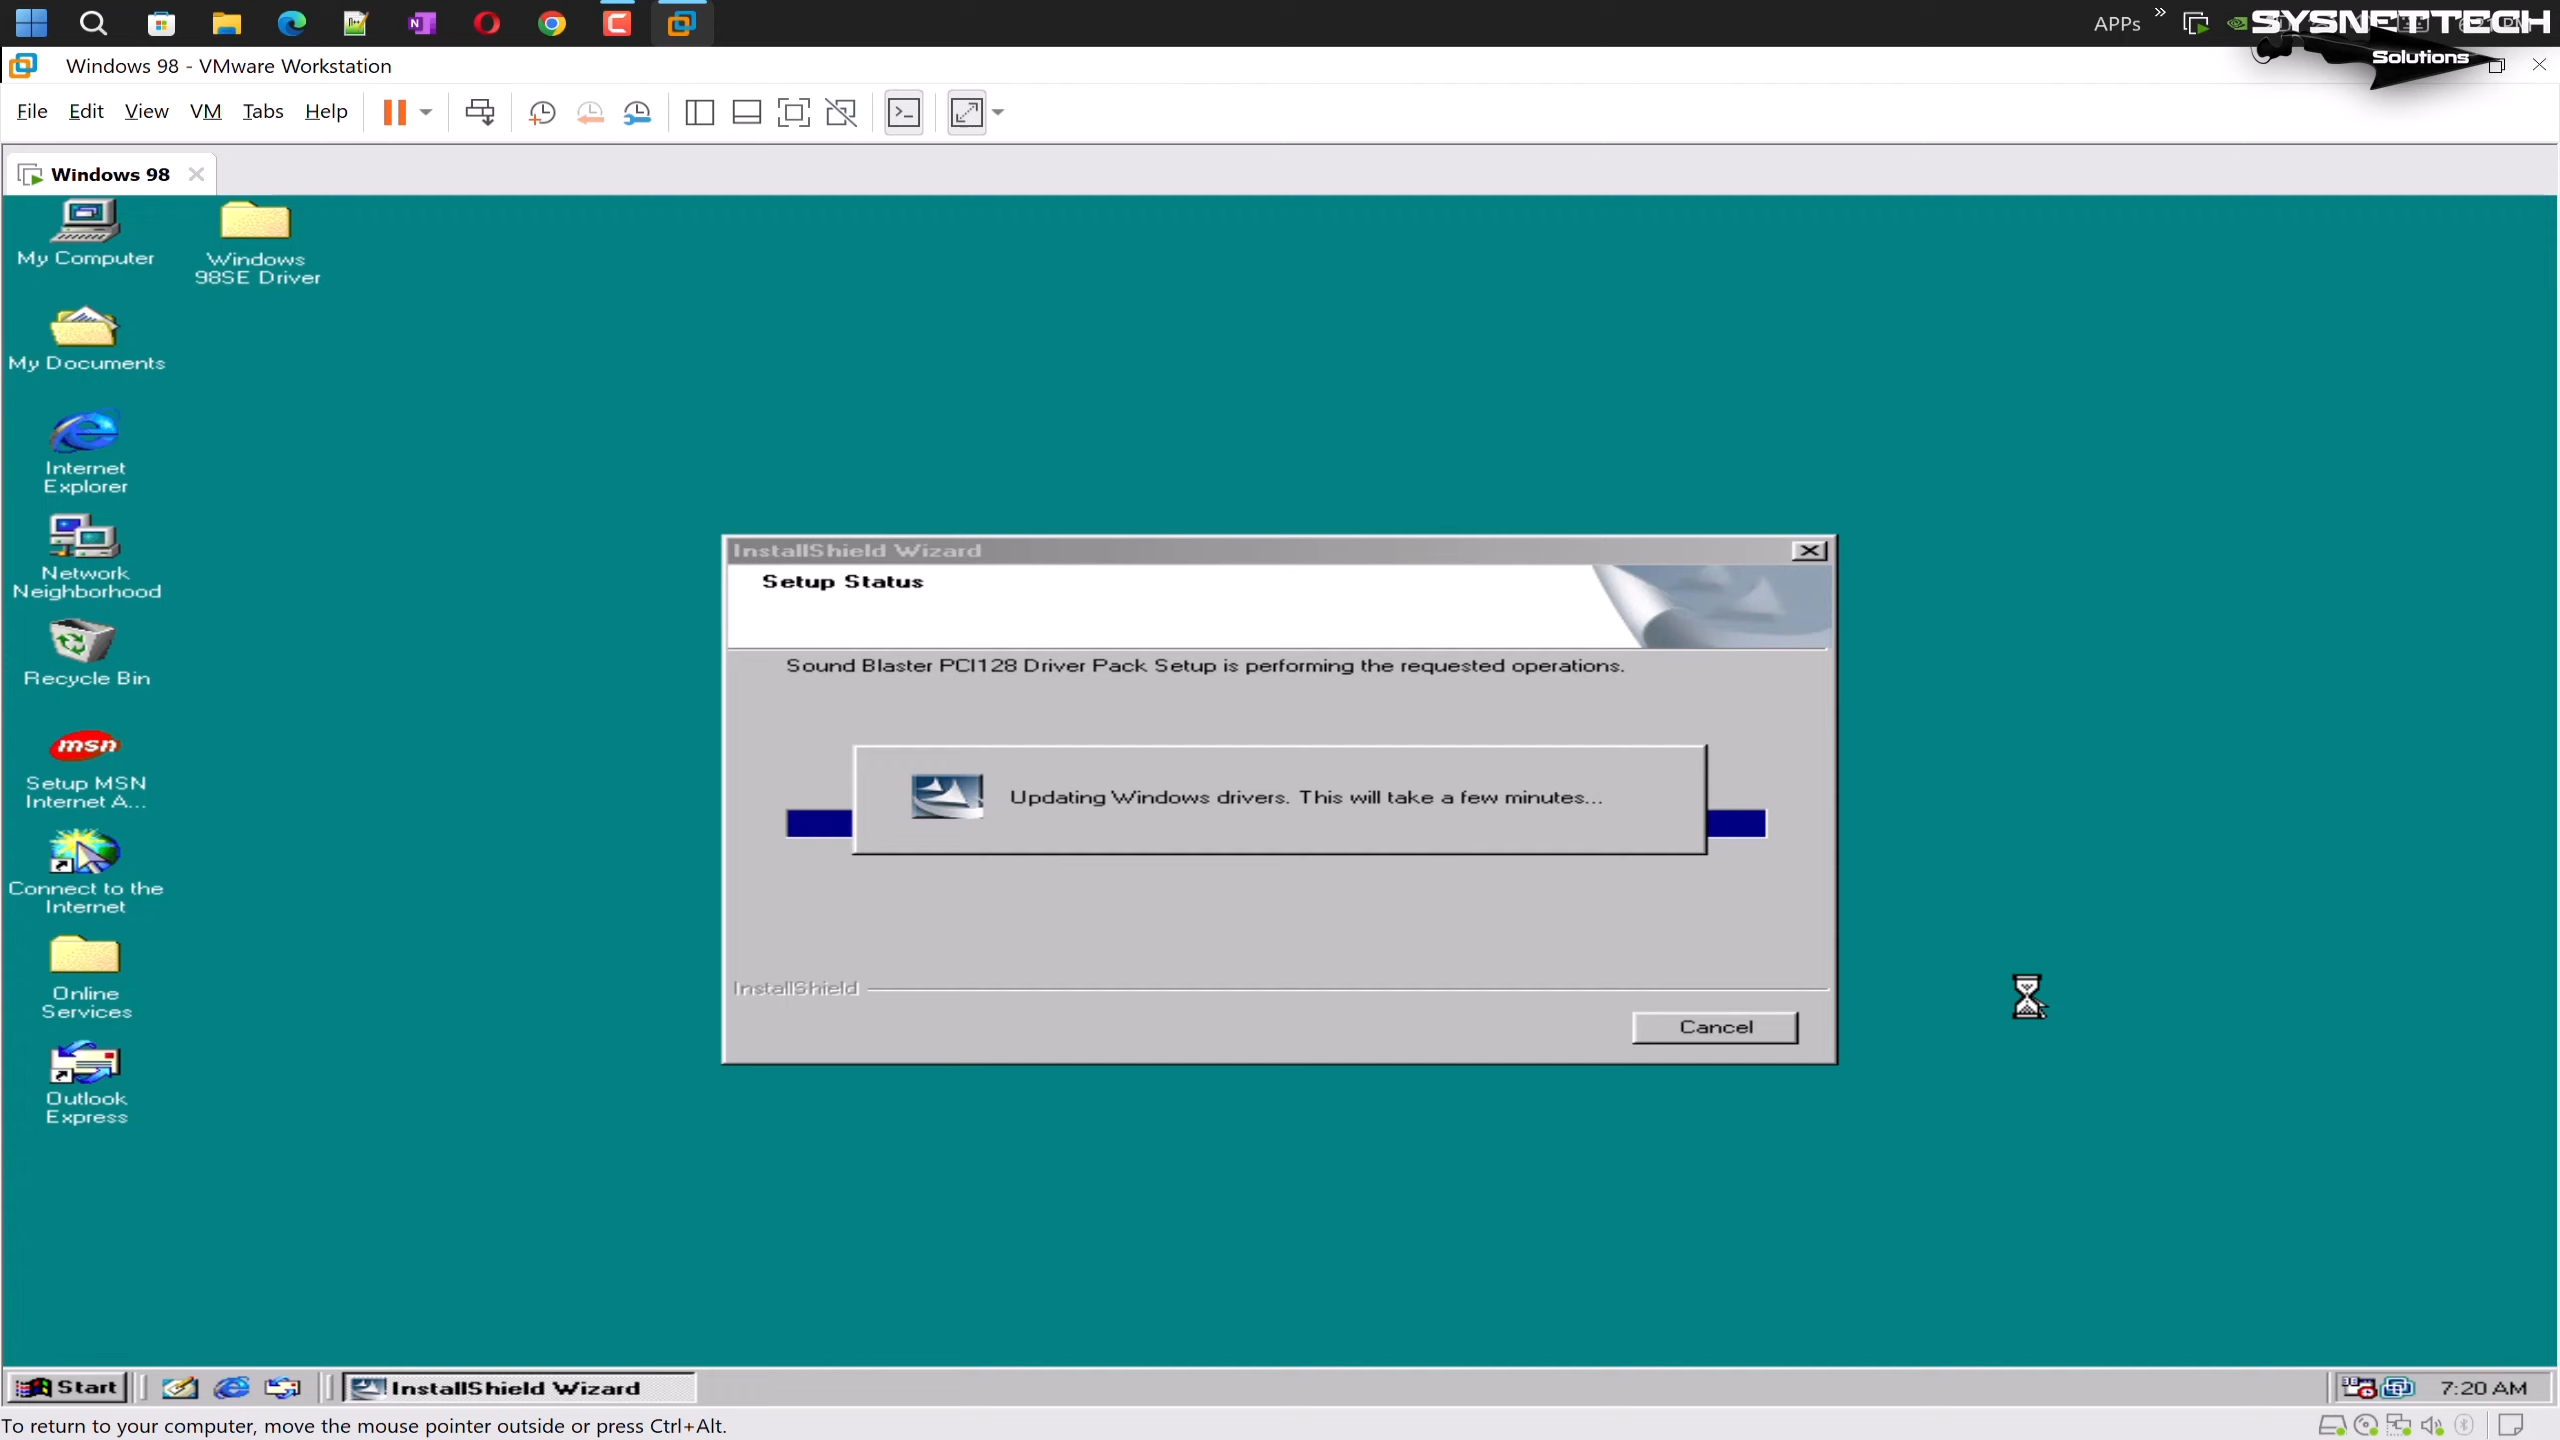 APPs
SYSNETTECH
Solutions
Windows 98 - VMware Workstation
File Edit View VM Tabs Help
Windows 98
My Computer
Windows
98SE Driver
My Documents
Internet
Explorer
Network
Neighborhood
Recycle Bin
msn
Setup MSN
Internet A...
Connect to the
Internet
Online
Services
Outlook
Express
InstallShield Wizard
Setup Status
Sound Blaster PCI128 Driver Pack Setup is performing the requested operations.
Updating Windows drivers. This will take a few minutes...
InstallShield
Cancel
Start
InstallShield Wizard
7:20 AM
To return to your computer, move the mouse pointer outside or press Ctrl+Alt.